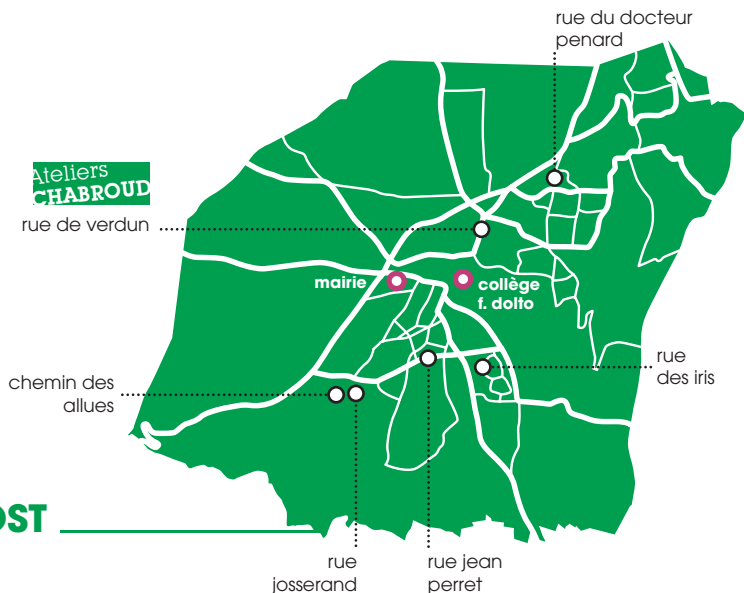 rue du docteur
penard
Ateliers
CHABROUD
rue de verdun
mairie
collège
f. dolto
rue
des iris
chemin des
allues
OST
rue
josserand
rue jean
perret